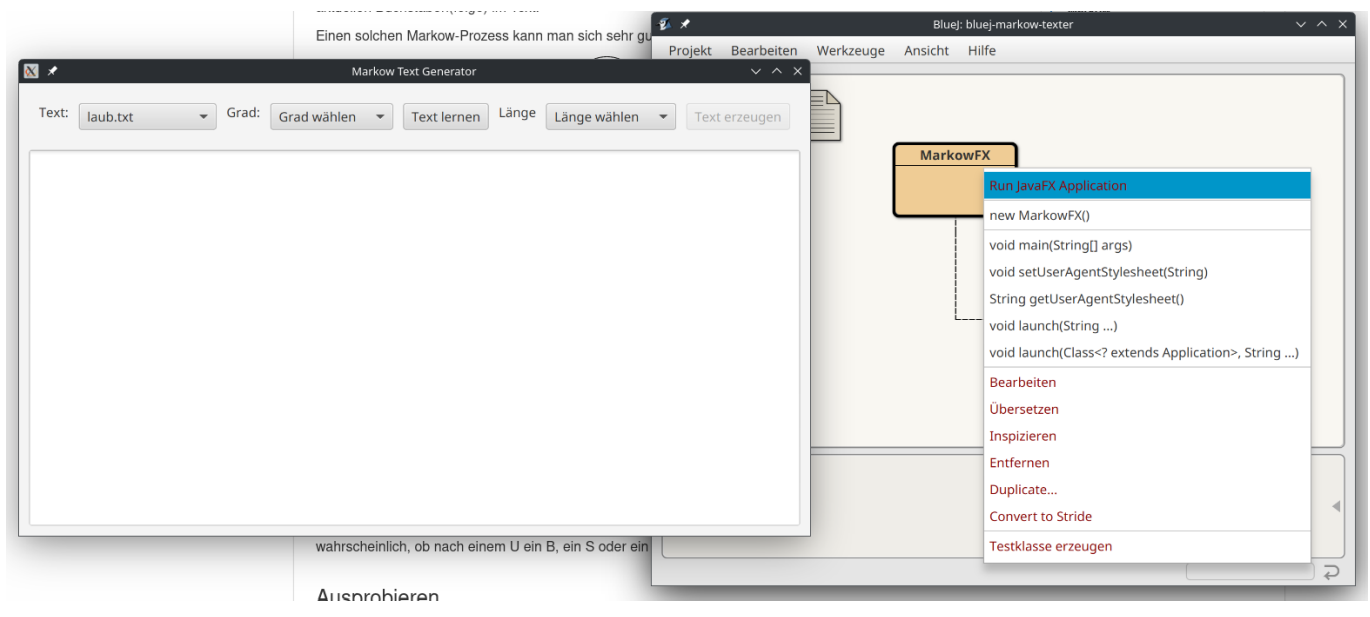 Einen solchen Markow-Prozess kann man sich sehr gu
Markow Text Generator
Text:
laub.txt
Grad:
Grad wählen
Text lernen
Länge
Länge wählen
Text erzeugen
wahrscheinlich, ob nach einem U ein B, ein S oder ein
Ausprobieren
BlueJ: bluej-markow-texter
Projekt Bearbeiten Werkzeuge Ansicht Hilfe
MarkowFX
Run JavaFX Application
new MarkowFX()
void main(String[] args)
void setUserAgentStylesheet(String)
String getUserAgentStylesheet()
void launch(String ...)
void launch(Class<? extends Application>, String ...)
Bearbeiten
Übersetzen
Inspizieren
Entfernen
Duplicate...
Convert to Stride
Testklasse erzeugen